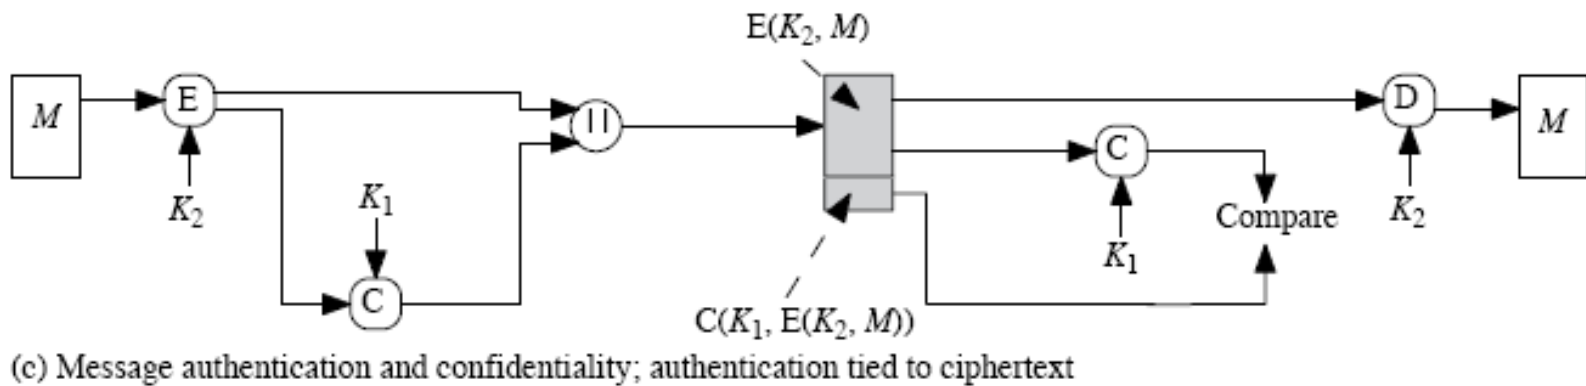 E(K₂, M)
M E || D M
C
K₂ K₁ Compare K₂
K₁
C
C(K₁, E(K₂, M))
(c) Message authentication and confidentiality; authentication tied to ciphertext